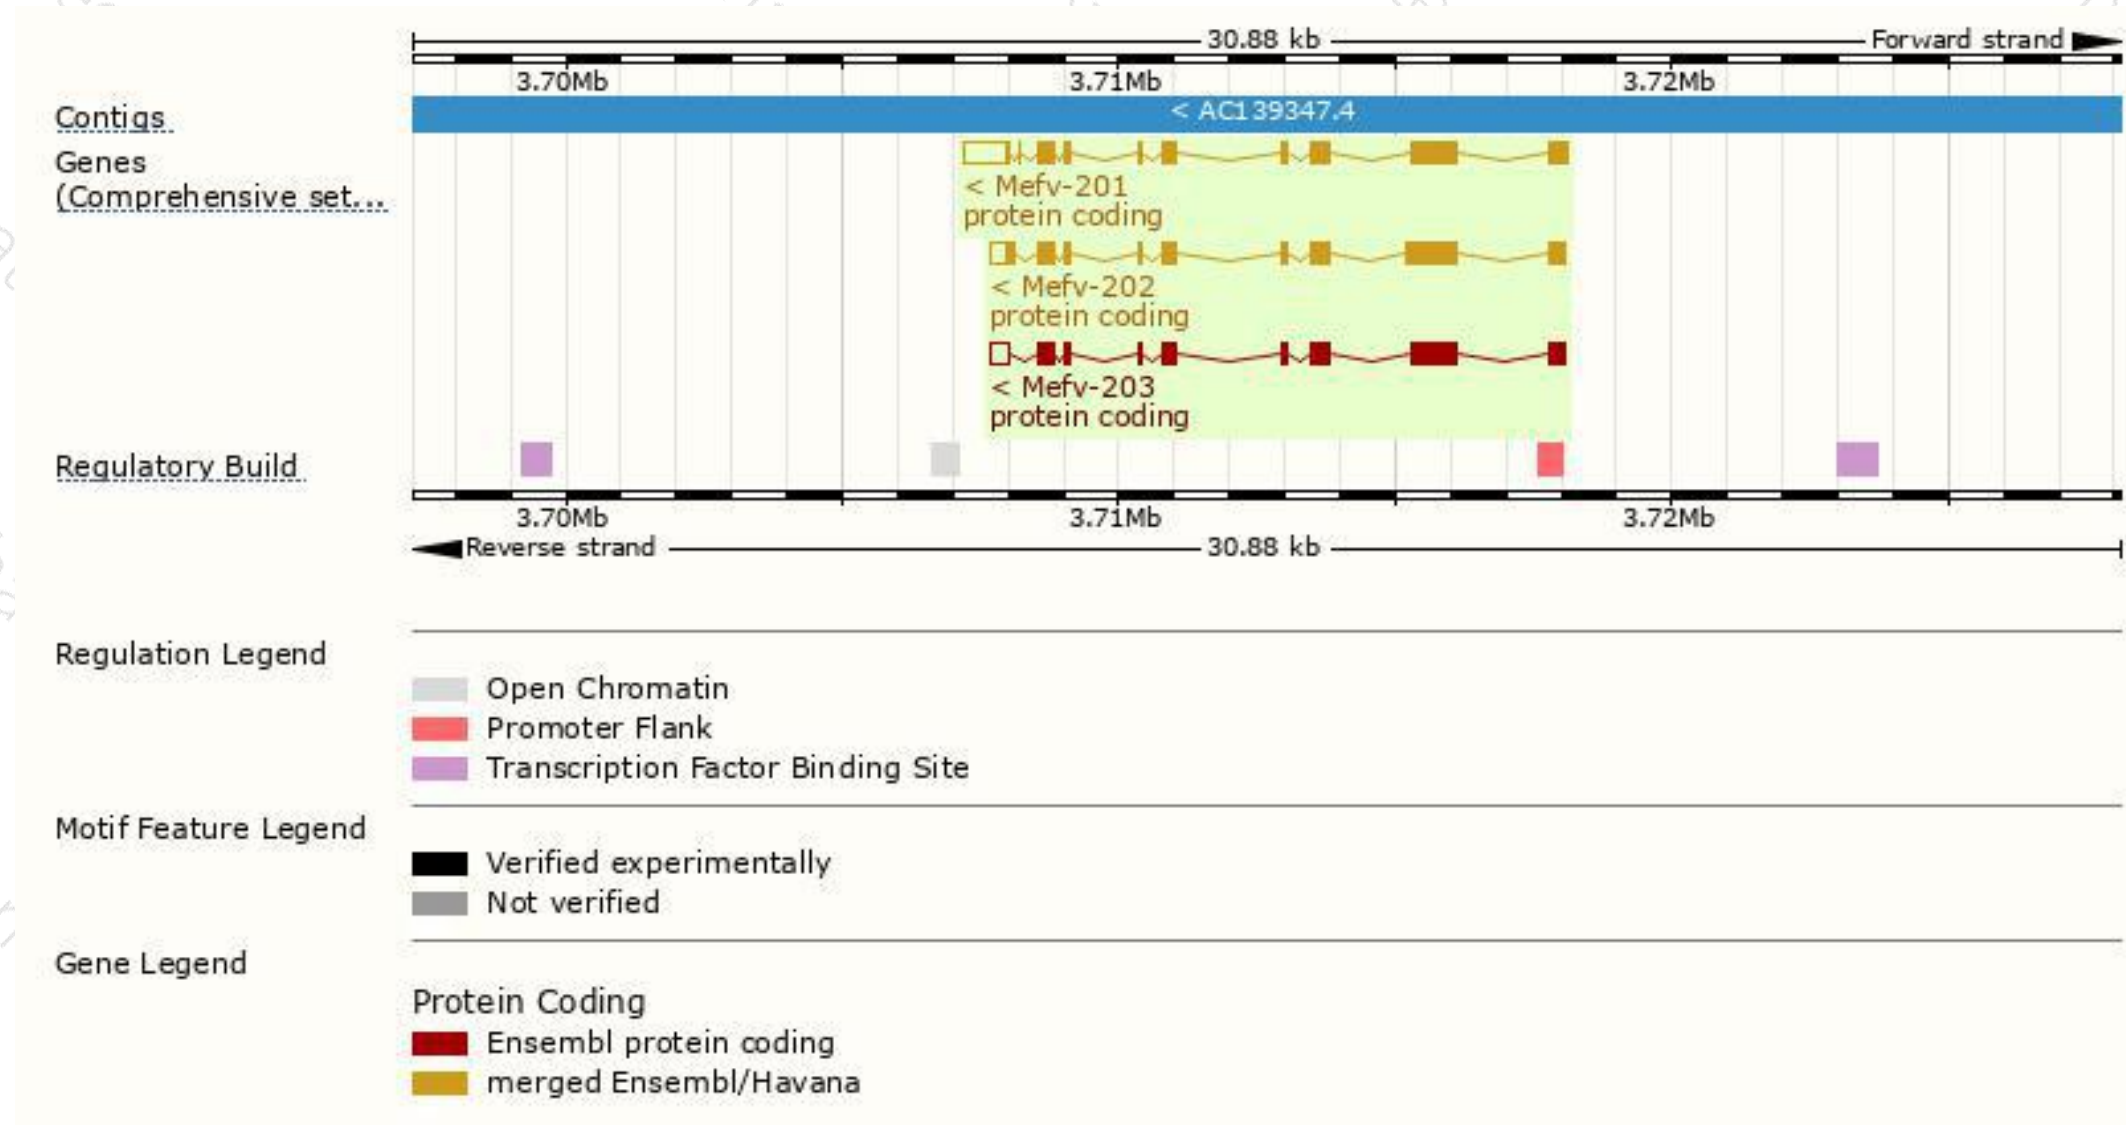 30.88 kb
Forward strand
3.70Mb 3.71Mb 3.72Mb
Contigs
< AC139347.4
Genes
(Comprehensive set...
< Mefv-201
protein coding
< Mefv-202
protein coding
< Mefv-203
protein coding
Regulatory Build
3.70Mb 3.71Mb 3.72Mb
Reverse strand
30.88 kb
Regulation Legend
Open Chromatin
Promoter Flank
Transcription Factor Binding Site
Motif Feature Legend
Verified experimentally
Not verified
Gene Legend
Protein Coding
Ensembl protein coding
merged Ensembl/Havana